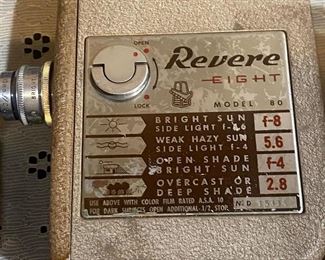 OPEN
LOCK
Revere
EIGHT
MODEL 80
BRIGHT SUN
SIDE LIGHT f-5.6
f-8
WEAK HAZY SUN
SIDE LIGHT f-4
5.6
OPEN SHADE
BRIGHT SUN
f-4
OVERCAST OR
DEEP SHADE
2.8
USE ABOVE WITH COLOR FILM RATED A.S.A. 10
FOR DARK SUBJECTS OPEN ADDITIONAL 1/2 STOP